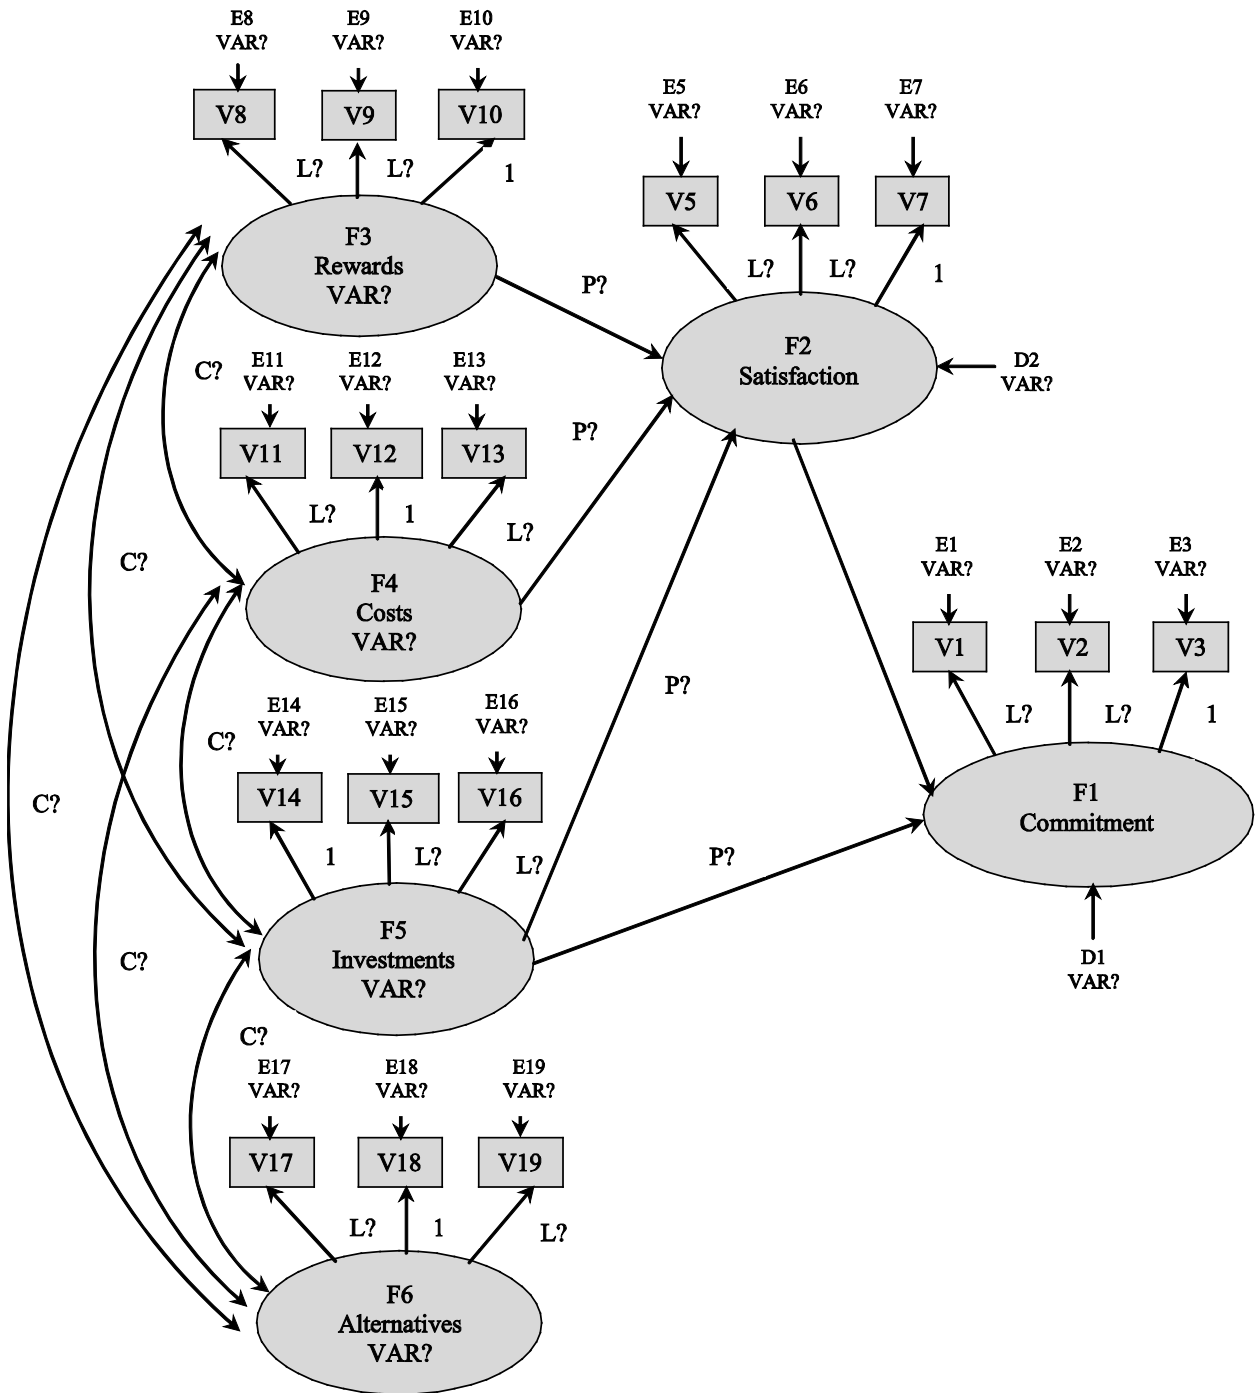 E8
VAR?
E9
VAR?
E10
VAR?
V8
V9
V10
L?
L?
1
F3
Rewards
VAR?
E5
VAR?
E6
VAR?
E7
VAR?
V5
V6
V7
L?
L?
1
P?
F2
Satisfaction
D2
VAR?
C?
E11
VAR?
E12
VAR?
E13
VAR?
V11
V12
V13
L?
1
L?
P?
F4
Costs
VAR?
C?
E1
VAR?
E2
VAR?
E3
VAR?
V1
V2
V3
L?
L?
1
P?
F1
Commitment
D1
VAR?
C?
E14
VAR?
E15
VAR?
E16
VAR?
V14
V15
V16
1
L?
L?
P?
C?
F5
Investments
VAR?
C?
C?
E17
VAR?
E18
VAR?
E19
VAR?
V17
V18
V19
L?
1
L?
F6
Alternatives
VAR?